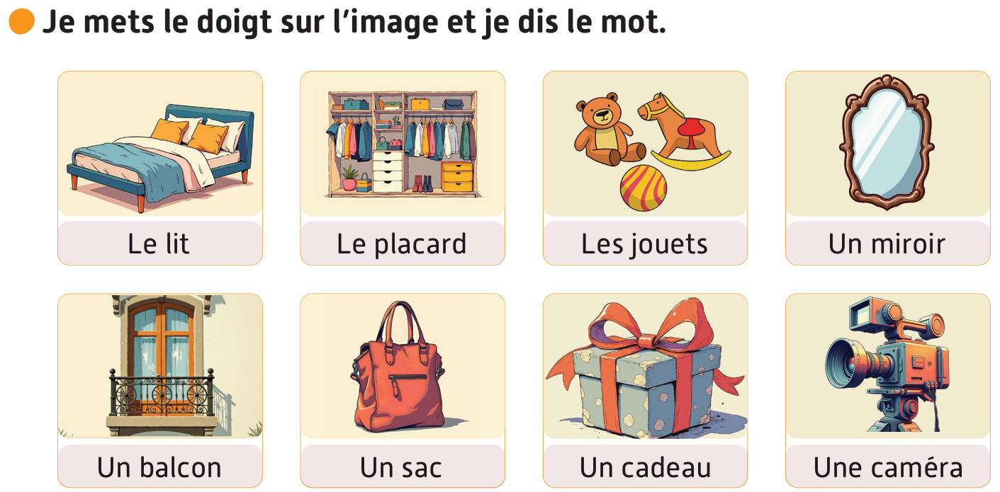 Je mets le doigt sur l'image et je dis le mot.
Le lit
Le placard
Les jouets
Un miroir
Un balcon
Un sac
Un cadeau
Une caméra